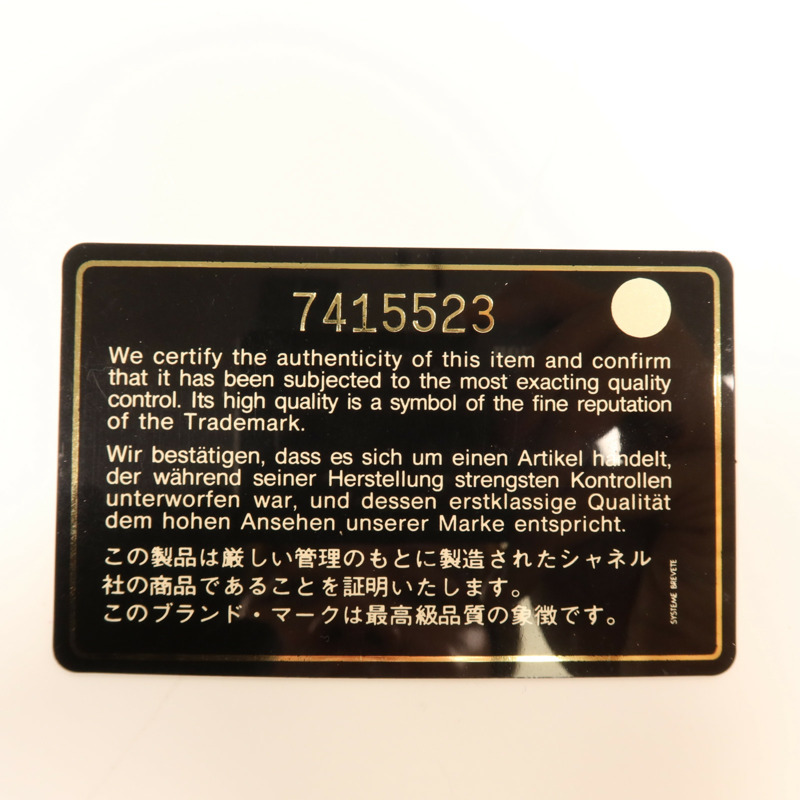 7415523
We certify the authenticity of this item and confirm
that it has been subjected to the most exacting quality
control. Its high quality is a symbol of the fine reputation
of the Trademark.
Wir bestätigen, dass es sich um einen Artikel handelt,
der während seiner Herstellung strengsten Kontrollen
unterworfen war, und dessen erstklassige Qualität
dem hohen Ansehen unserer Marke entspricht.
この製品は厳しい管理のもとに製造されたシャネル
社の商品であることを証明いたします。
このブランド・マークは最高級品質の象徴です。
SYSTEME BREVETE